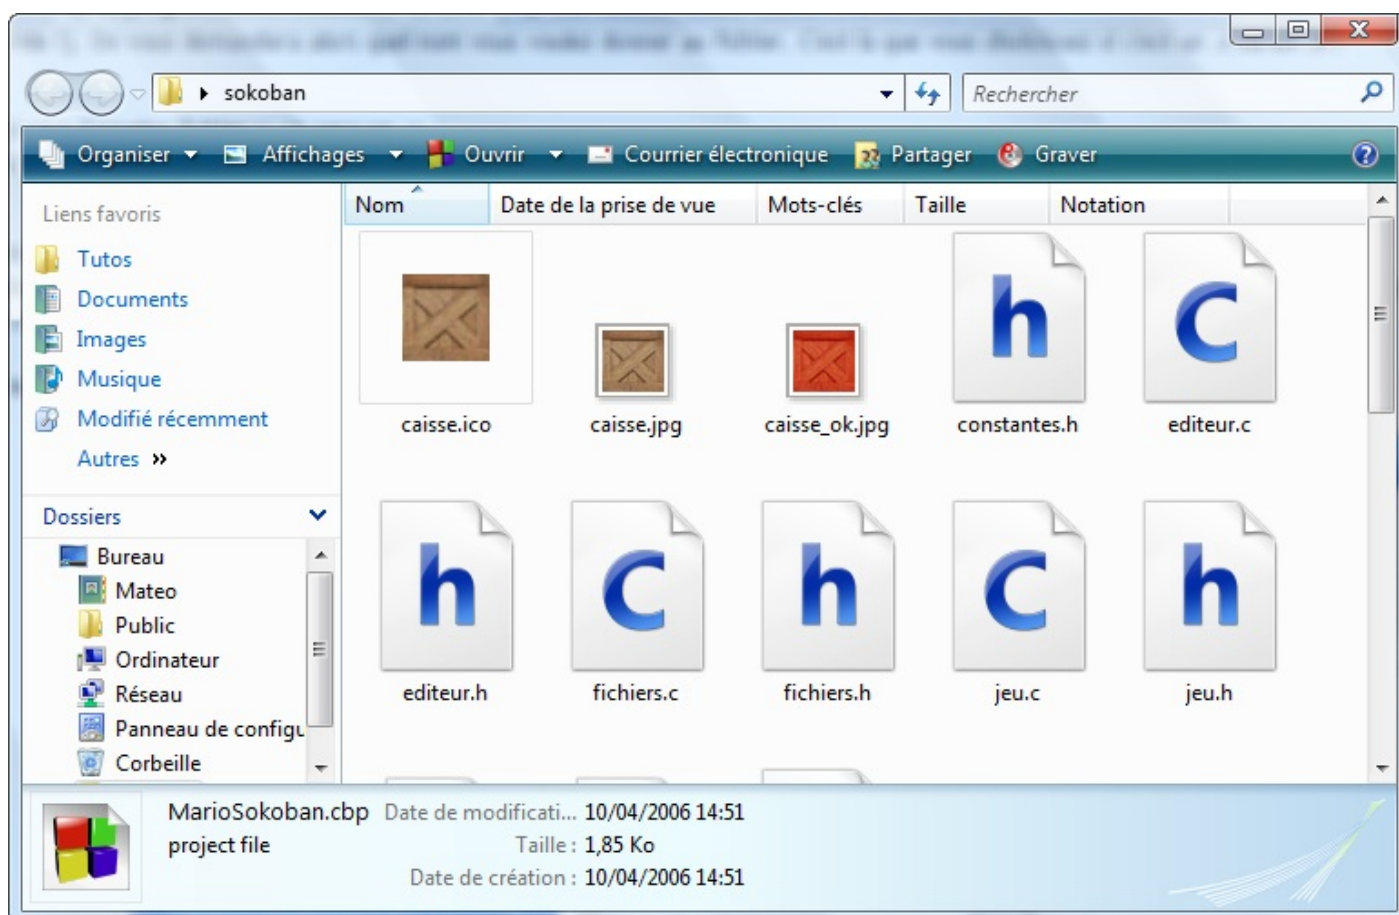 sokoban
Rechercher
Organiser Affichages Ouvrir Courrier électronique Partager Graver
Liens favoris
Tutos
Documents
Images
Musique
Modifié récemment
Autres »
Dossiers
Bureau
Mateo
Public
Ordinateur
Réseau
Panneau de configu
Corbeille
Nom Date de la prise de vue Mots-clés Taille Notation
caisse.ico caisse.jpg caisse_ok.jpg constantes.h editeur.c
h C
editeur.h fichiers.c fichiers.h jeu.c jeu.h
h C h C h
MarioSokoban.cbp Date de modificati... 10/04/2006 14:51
project file Taille : 1,85 Ko
Date de création : 10/04/2006 14:51